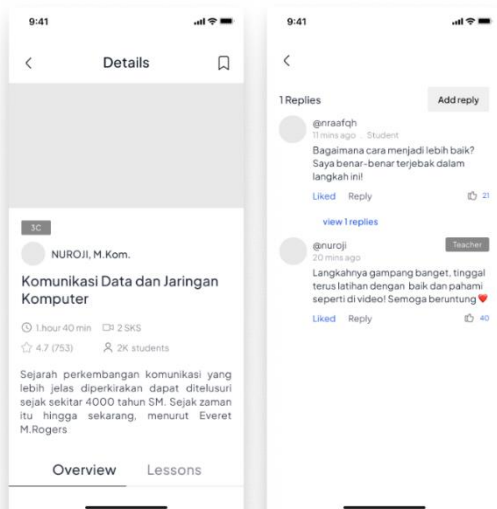 9:41
Details
3C
NUROJI, M.Kom.
Komunikasi Data dan Jaringan
Komputer
1.hour 40 min 2 SKS
4.7 (753) 2K students
Sejarah perkembangan komunikasi yang
lebih jelas diperkirakan dapat ditelusuri
sejak sekitar 4000 tahun SM. Sejak zaman
itu hingga sekarang, menurut Everet
M.Rogers
Overview Lessons
9:41
1 Replies Add reply
@nraafqh
11 mins ago . Student
Bagaimana cara menjadi lebih baik?
Saya benar-benar terjebak dalam
langkah ini!
Liked Reply 21
view 1 replies
@nuroji Teacher
20 mins ago
Langkahnya gampang banget, tinggal
terus latihan dengan baik dan pahami
seperti di video! Semoga beruntung ❤️
Liked Reply 40